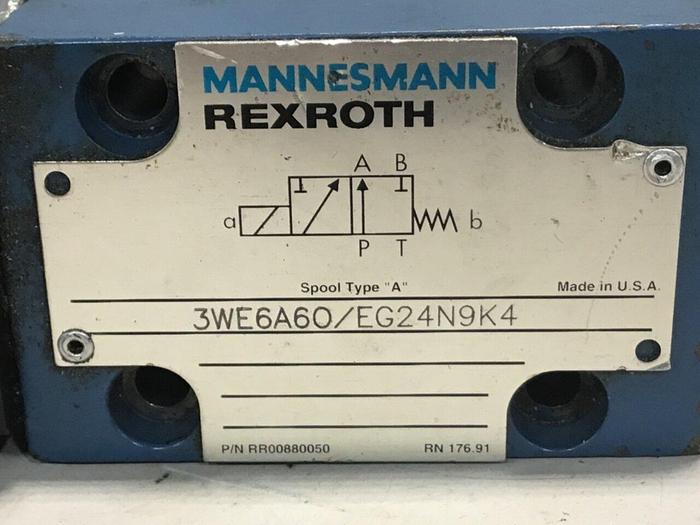 MANNESMANN
REXROTH
A B
a b
P T
Spool Type "A" Made in U.S.A.
3WE6A60/EG24N9K4
P/N RR00880050 RN 176.91